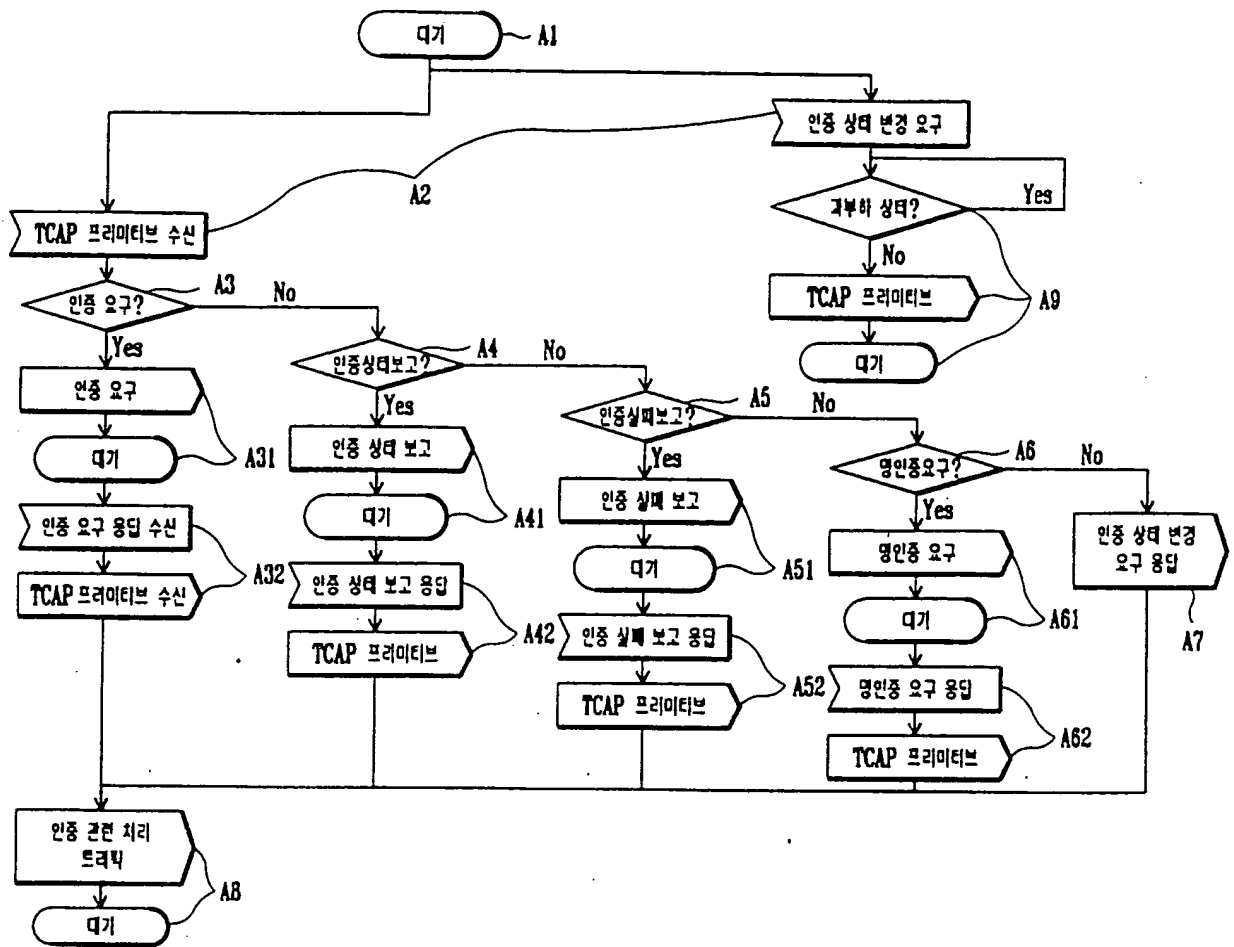 대기
A1
인증 상태 변경 요구
A2
과부하 상태?
Yes
TCAP 프리미티브 수신
No
A3
인증 요구?
No
TCAP 프리미티브
A9
Yes
인증상태보고?
A4
No
대기
인증 요구
Yes
인증실패보고?
A5
No
대기
A31
인증 상태 보고
Yes
명인증요구?
A6
No
인증 요구 응답 수신
대기
A41
인증 실패 보고
Yes
인증 상태 변경
요구 응답
TCAP 프리미티브 수신
A32
인증 상태 보고 응답
대기
A51
명인증 요구
대기
A61
A7
TCAP 프리미티브
A42
인증 실패 보고 응답
A52
명인증 요구 응답
TCAP 프리미티브
A62
TCAP 프리미티브
인증 관련 처리
트래픽
A8
대기